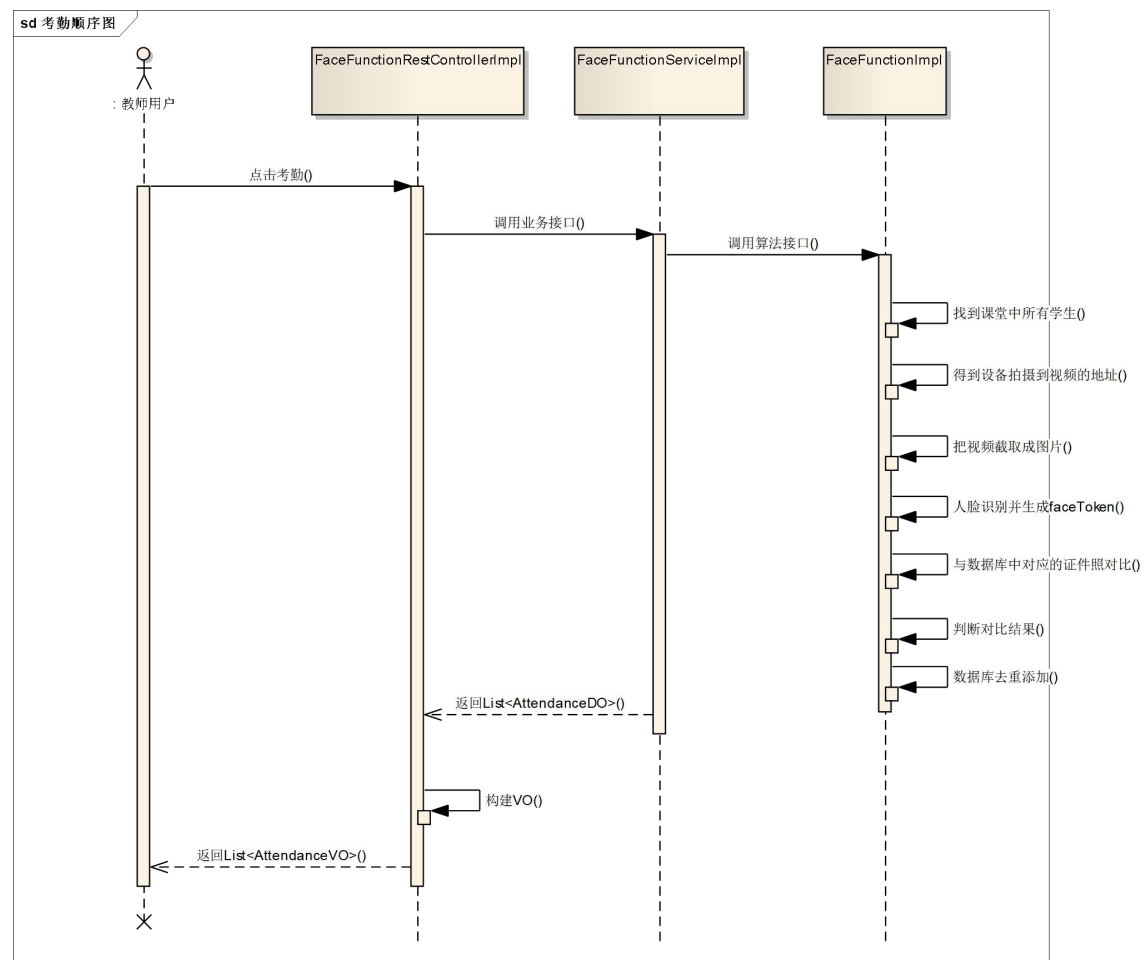 sd 考勤顺序图
: 教师用户
FaceFunctionRestControllerImpl
FaceFunctionServiceImpl
FaceFunctionImpl
点击考勤()
调用业务接口()
调用算法接口()
找到课堂中所有学生()
得到设备拍摄到视频的地址()
把视频截取成图片()
人脸识别并生成faceToken()
与数据库中对应的证件照对比()
判断对比结果()
数据库去重添加()
返回List<AttendanceDO>()
构建VO()
返回List<AttendanceVO>()